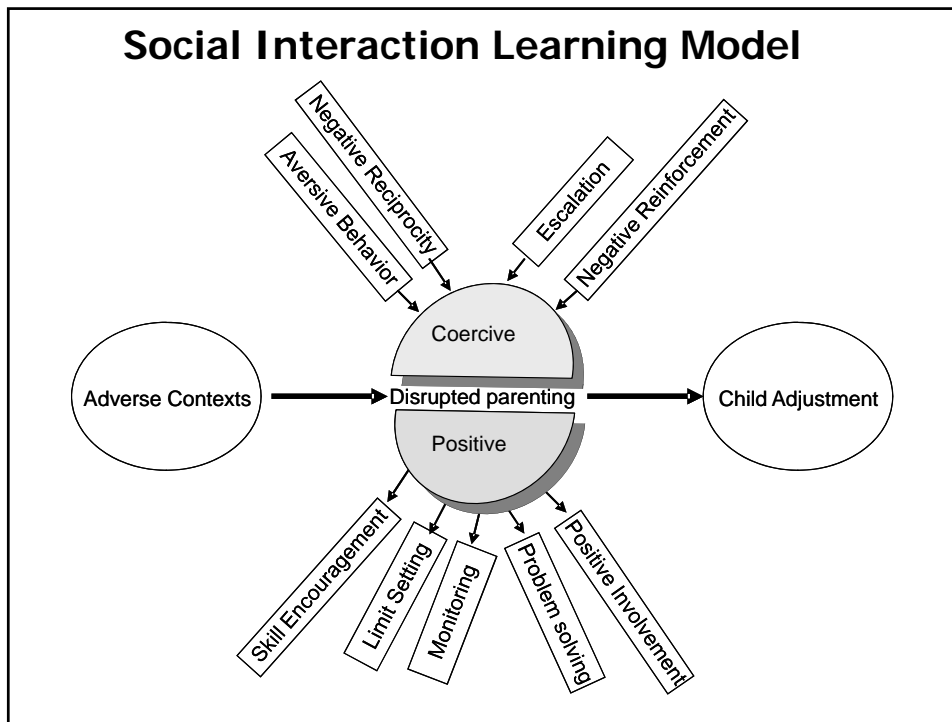 Social Interaction Learning Model
Negative Reciprocity
Aversive Behavior
Escalation
Negative Reinforcement
Coercive
Adverse Contexts
Disrupted parenting
Child Adjustment
Positive
Skill Encouragement
Limit Setting
Monitoring
Problem solving
Positive Involvement